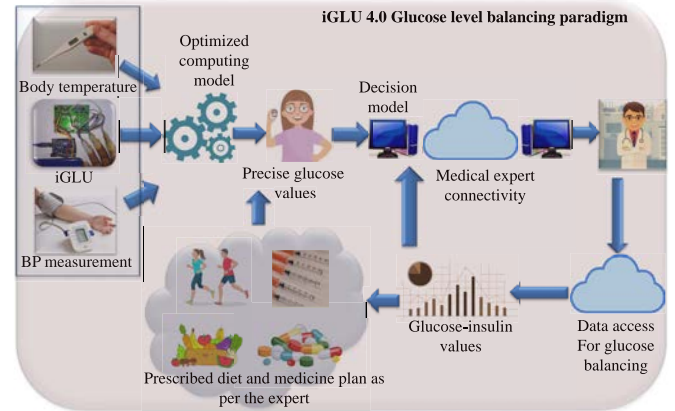 iGLU 4.0 Glucose level balancing paradigm
Optimized
computing model
Body temperature
iGLU
BP measurement
Precise glucose
values
Decision
model
Medical expert
connectivity
Data access
For glucose
balancing
Glucose-insulin
values
Prescribed diet and medicine plan as
per the expert